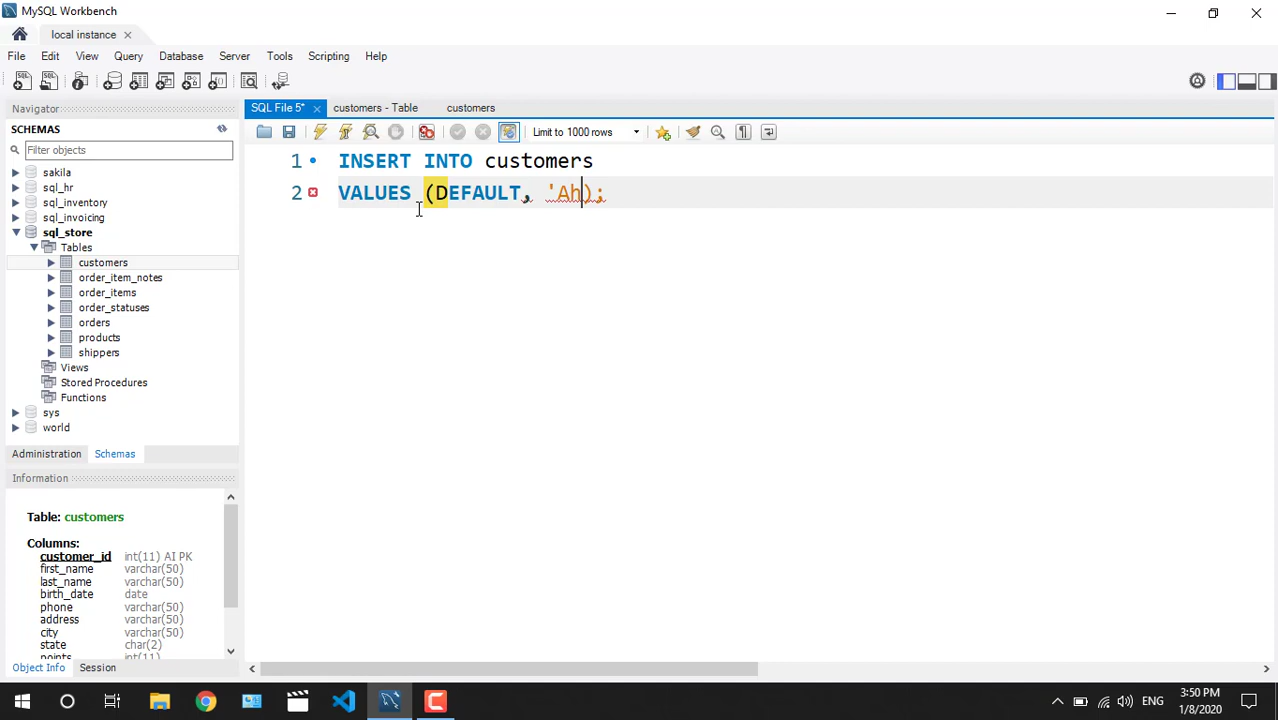 MySQL Workbench
local instance
File Edit View Query Database Server Tools Scripting Help
Navigator
SCHEMAS
Filter objects
sakila
sql_hr
sql_inventory
sql_invoicing
sql_store
Tables
customers
order_item_notes
order_items
order_statuses
orders
products
shippers
Views
Stored Procedures
Functions
sys
world
Administration Schemas
Information
Table: customers
Columns:
customer_id int(11) AI PK
first_name varchar(50)
last_name varchar(50)
birth_date date
phone varchar(50)
address varchar(50)
city varchar(50)
state char(2)
points int(11)
Object Info Session
SQL File 5* customers - Table customers
Limit to 1000 rows
1 INSERT INTO customers
2 VALUES (DEFAULT, 'Ah);
ENG
3:50 PM
1/8/2020